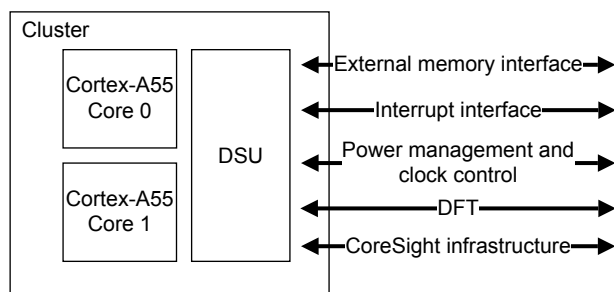 Cluster
Cortex-A55
Core 0
Cortex-A55
Core 1
DSU
External memory interface
Interrupt interface
Power management and
clock control
DFT
CoreSight infrastructure